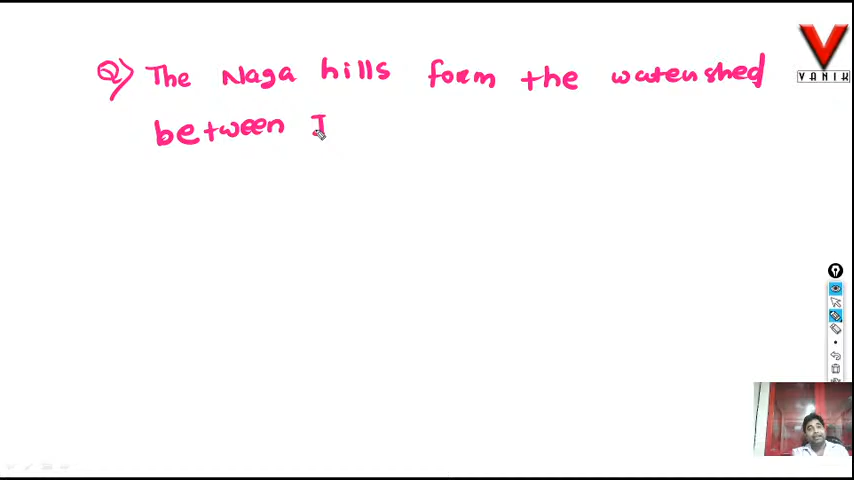 Q) The Naga hills form the watershed
between I
VANIK